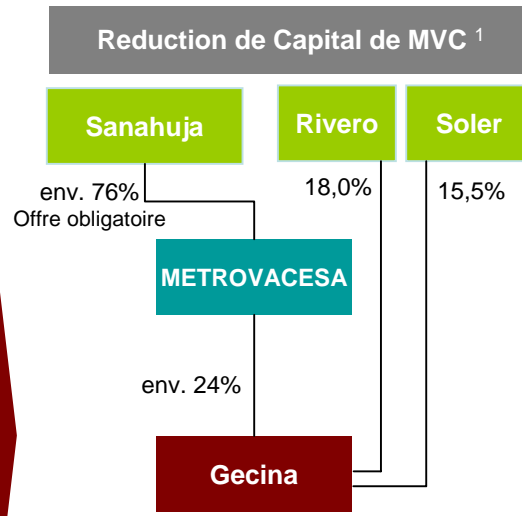 Reduction de Capital de MVC 1
Sanahuja
Rivero
Soler
env. 76%
Offre obligatoire
18,0%
15,5%
METROVACESA
env. 24%
Gecina